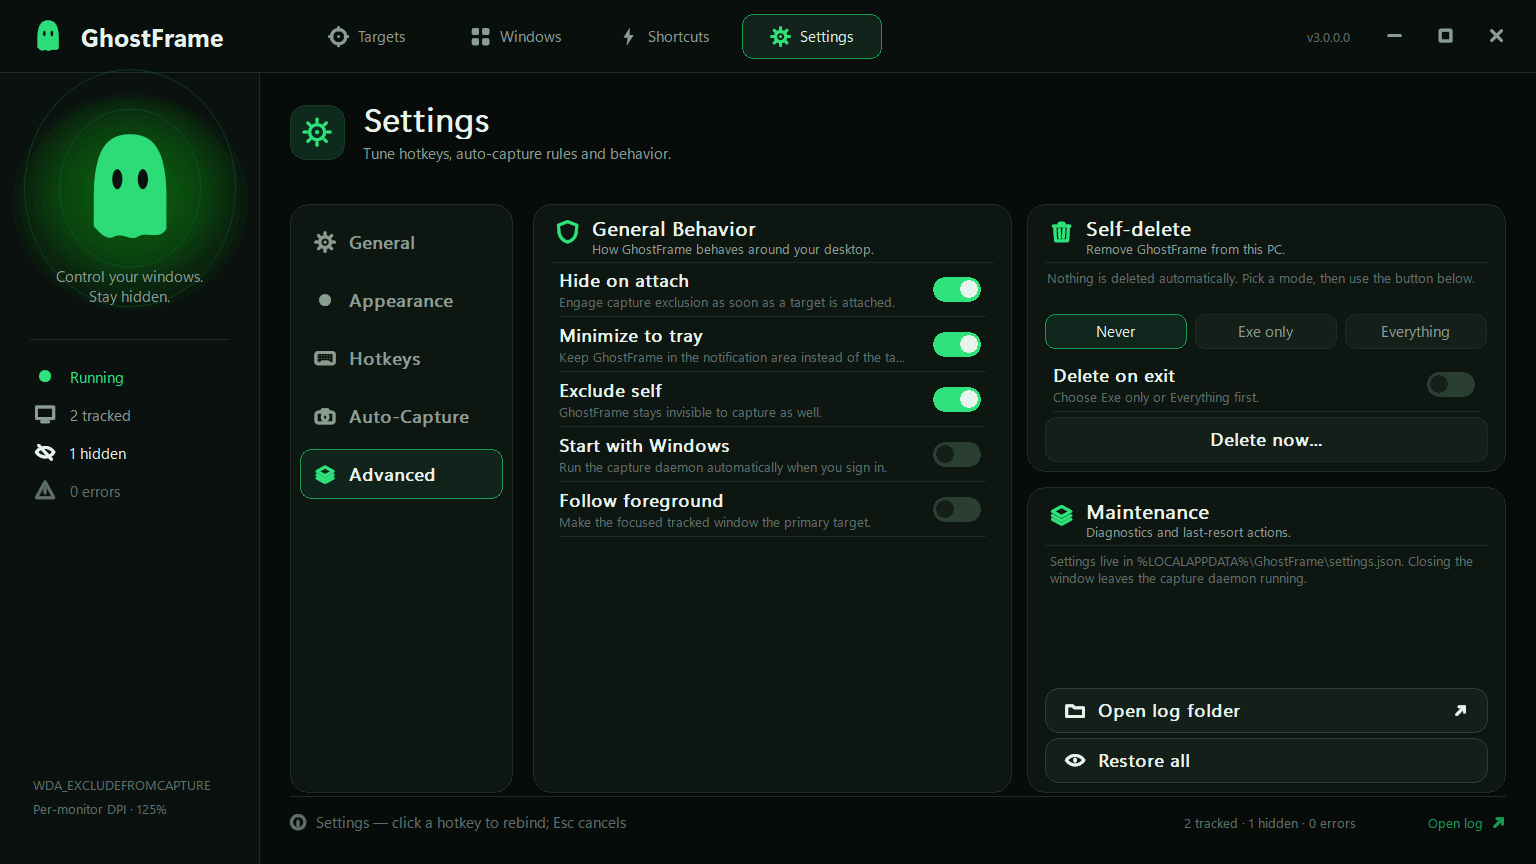 GhostFrame
Targets
Windows
Shortcuts
Settings
v3.0.0.0
Control your windows.
Stay hidden.
Running
2 tracked
1 hidden
0 errors
WDA_EXCLUDEFROMCAPTURE
Per-monitor DPI · 125%
Settings
Tune hotkeys, auto-capture rules and behavior.
General
Appearance
Hotkeys
Auto-Capture
Advanced
General Behavior
How GhostFrame behaves around your desktop.
Hide on attach
Engage capture exclusion as soon as a target is attached.
Minimize to tray
Keep GhostFrame in the notification area instead of the ta...
Exclude self
GhostFrame stays invisible to capture as well.
Start with Windows
Run the capture daemon automatically when you sign in.
Follow foreground
Make the focused tracked window the primary target.
Self-delete
Remove GhostFrame from this PC.
Nothing is deleted automatically. Pick a mode, then use the button below.
Never
Exe only
Everything
Delete on exit
Choose Exe only or Everything first.
Delete now...
Maintenance
Diagnostics and last-resort actions.
Settings live in %LOCALAPPDATA%\GhostFrame\settings.json. Closing the
window leaves the capture daemon running.
Open log folder
Restore all
Settings — click a hotkey to rebind; Esc cancels
2 tracked · 1 hidden · 0 errors
Open log